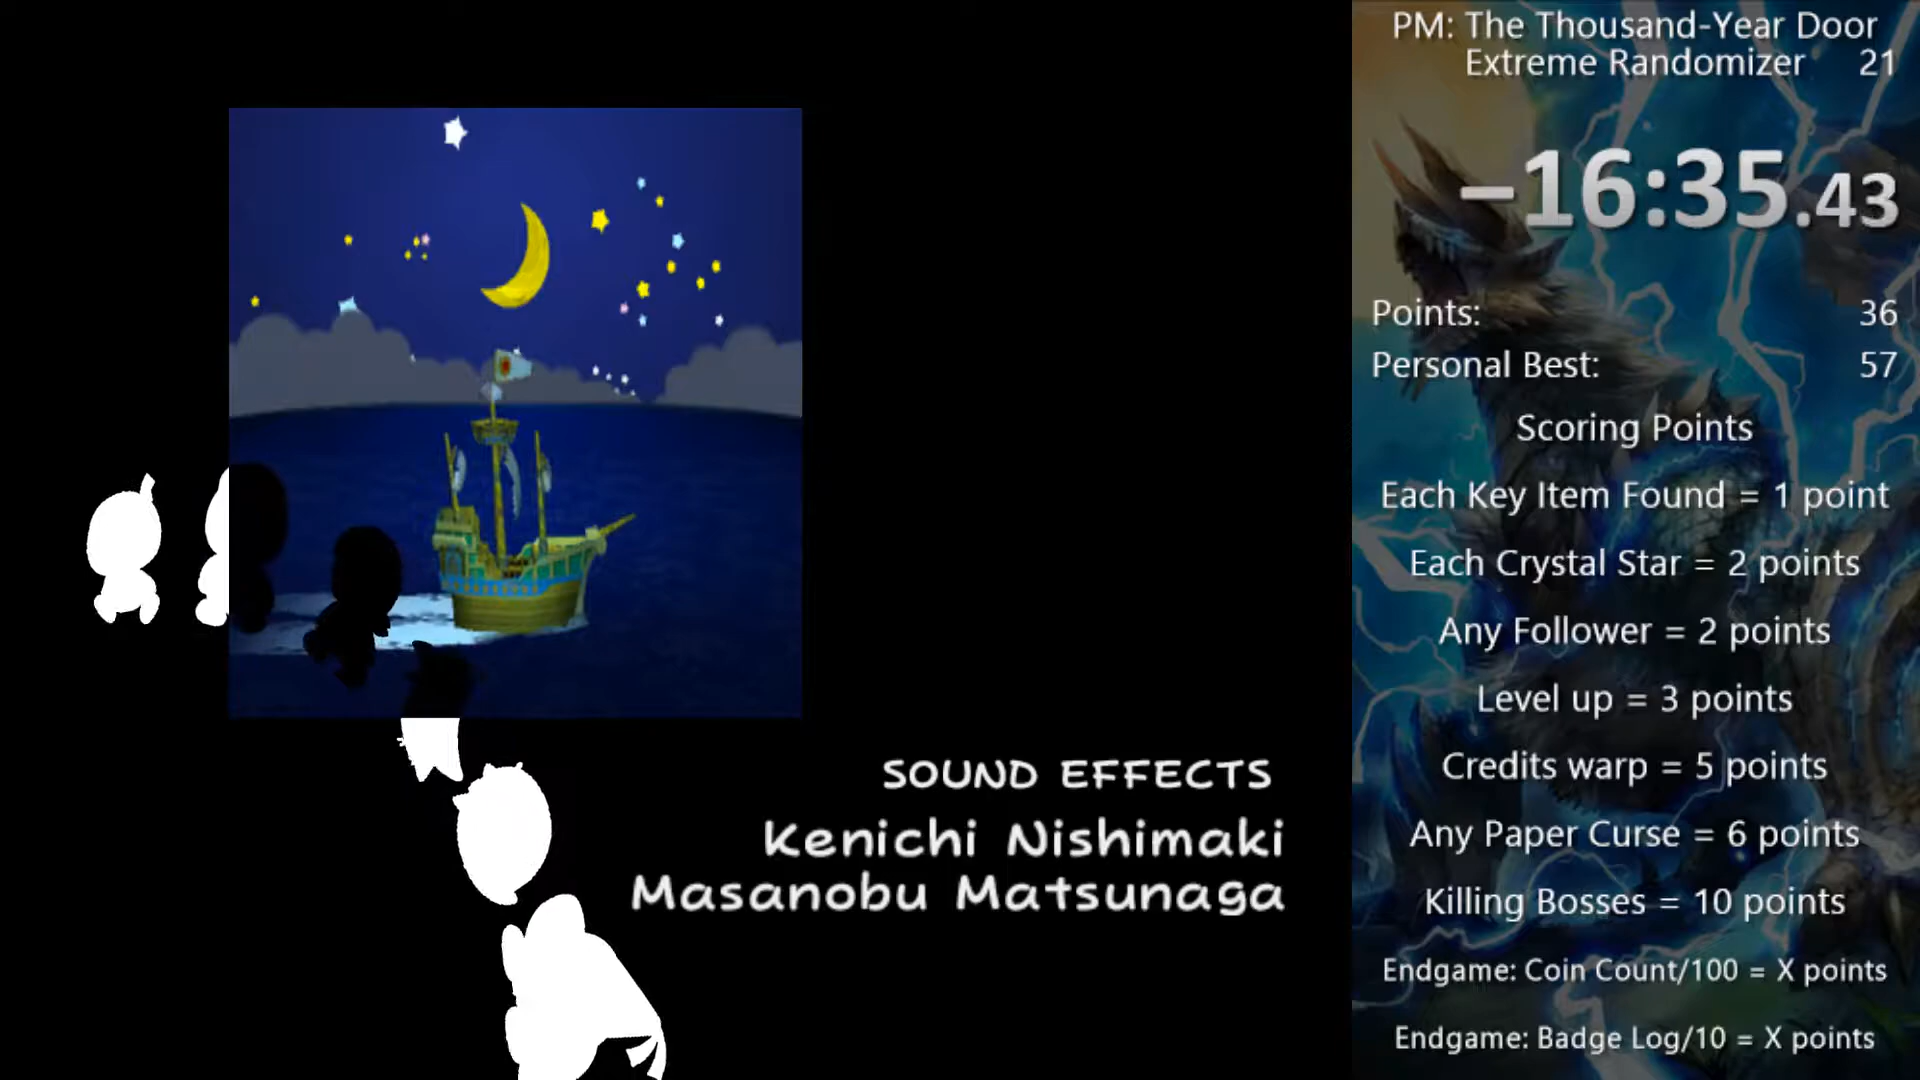 SOUND EFFECTS
Kenichi Nishimaki
Masanobu Matsunaga
PM: The Thousand-Year Door
Extreme Randomizer 21
−16:35.43
Points: 36
Personal Best: 57
Scoring Points
Each Key Item Found = 1 point
Each Crystal Star = 2 points
Any Follower = 2 points
Level up = 3 points
Credits warp = 5 points
Any Paper Curse = 6 points
Killing Bosses = 10 points
Endgame: Coin Count/100 = X points
Endgame: Badge Log/10 = X points